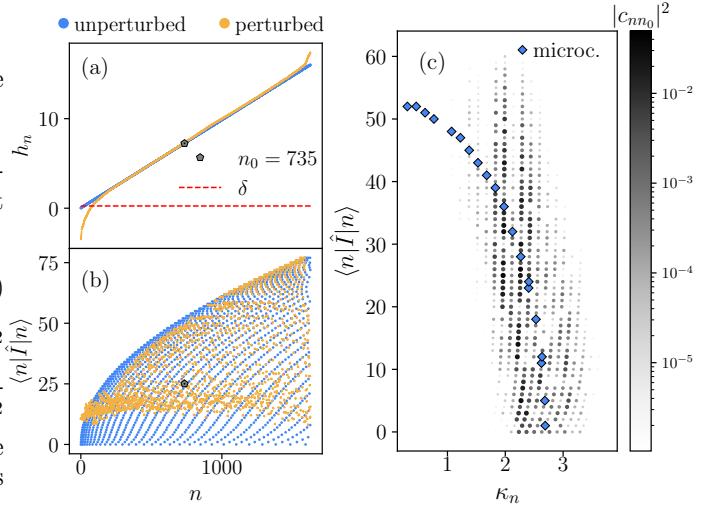 unperturbed perturbed
(a)
10
0
h_n
n_0 = 735
δ
(b)
75
50
25
0
⟨n|Î|n⟩
0 1000
n
(c)
microc.
60
50
40
30
20
10
0
⟨n|Î|n⟩
1 2 3
κ_n
|c_{nn_0}|^2
10^{-2}
10^{-3}
10^{-4}
10^{-5}